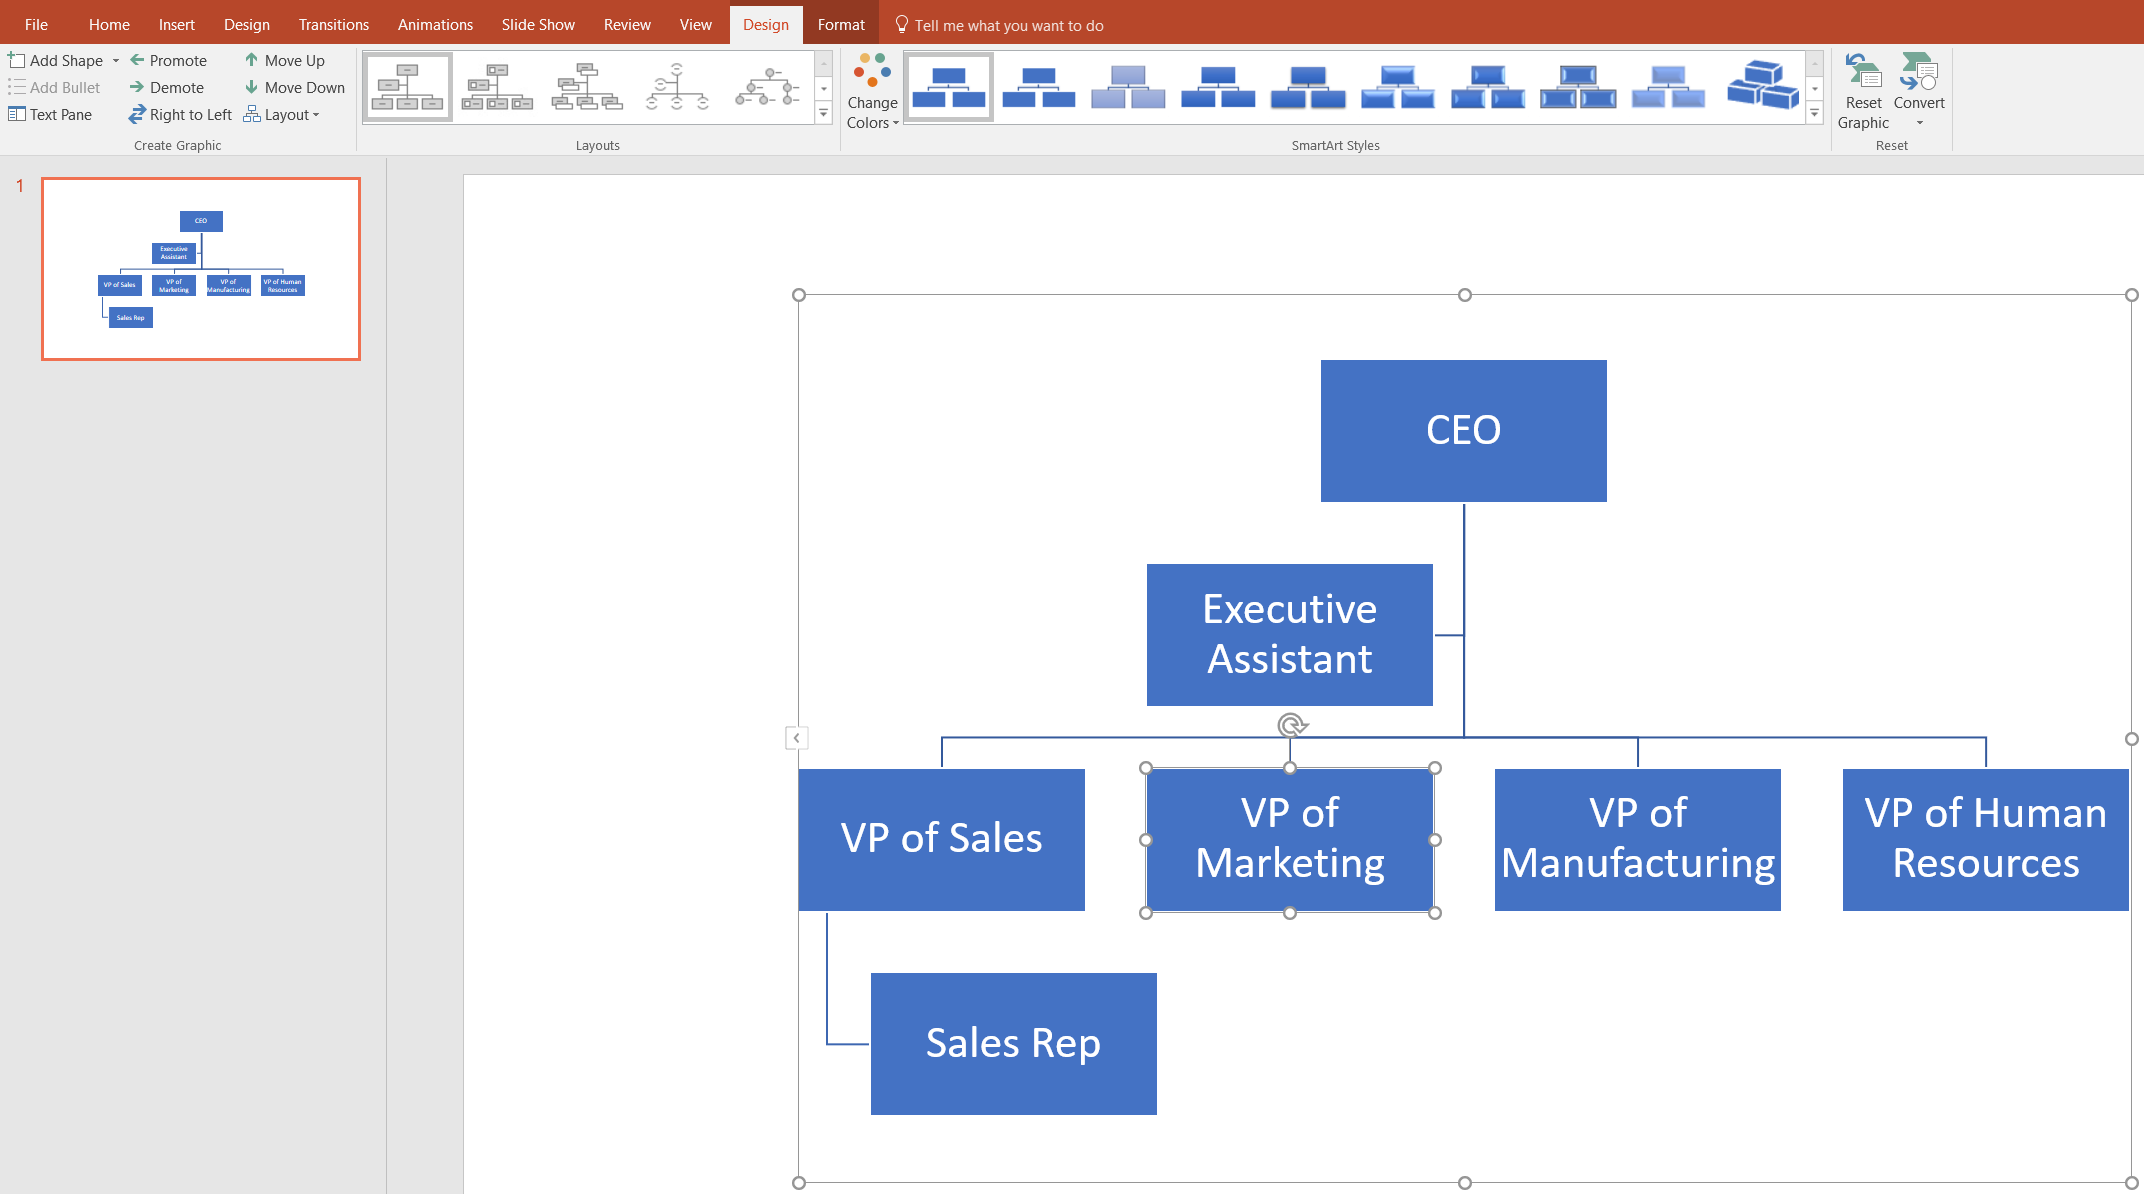 File Home Insert Design Transitions Animations Slide Show Review View Design Format Tell me what you want to do
Add Shape Promote Move Up
Add Bullet Demote Move Down
Text Pane Right to Left Layout
Create Graphic
Layouts
Change
Colors
SmartArt Styles
Reset
Graphic
Convert
Reset
1
CEO
Executive
Assistant
VP of Sales
VP of
Marketing
VP of
Manufacturing
VP of Human
Resources
Sales Rep
CEO
Executive
Assistant
VP of Sales
VP of
Marketing
VP of
Manufacturing
VP of Human
Resources
Sales Rep